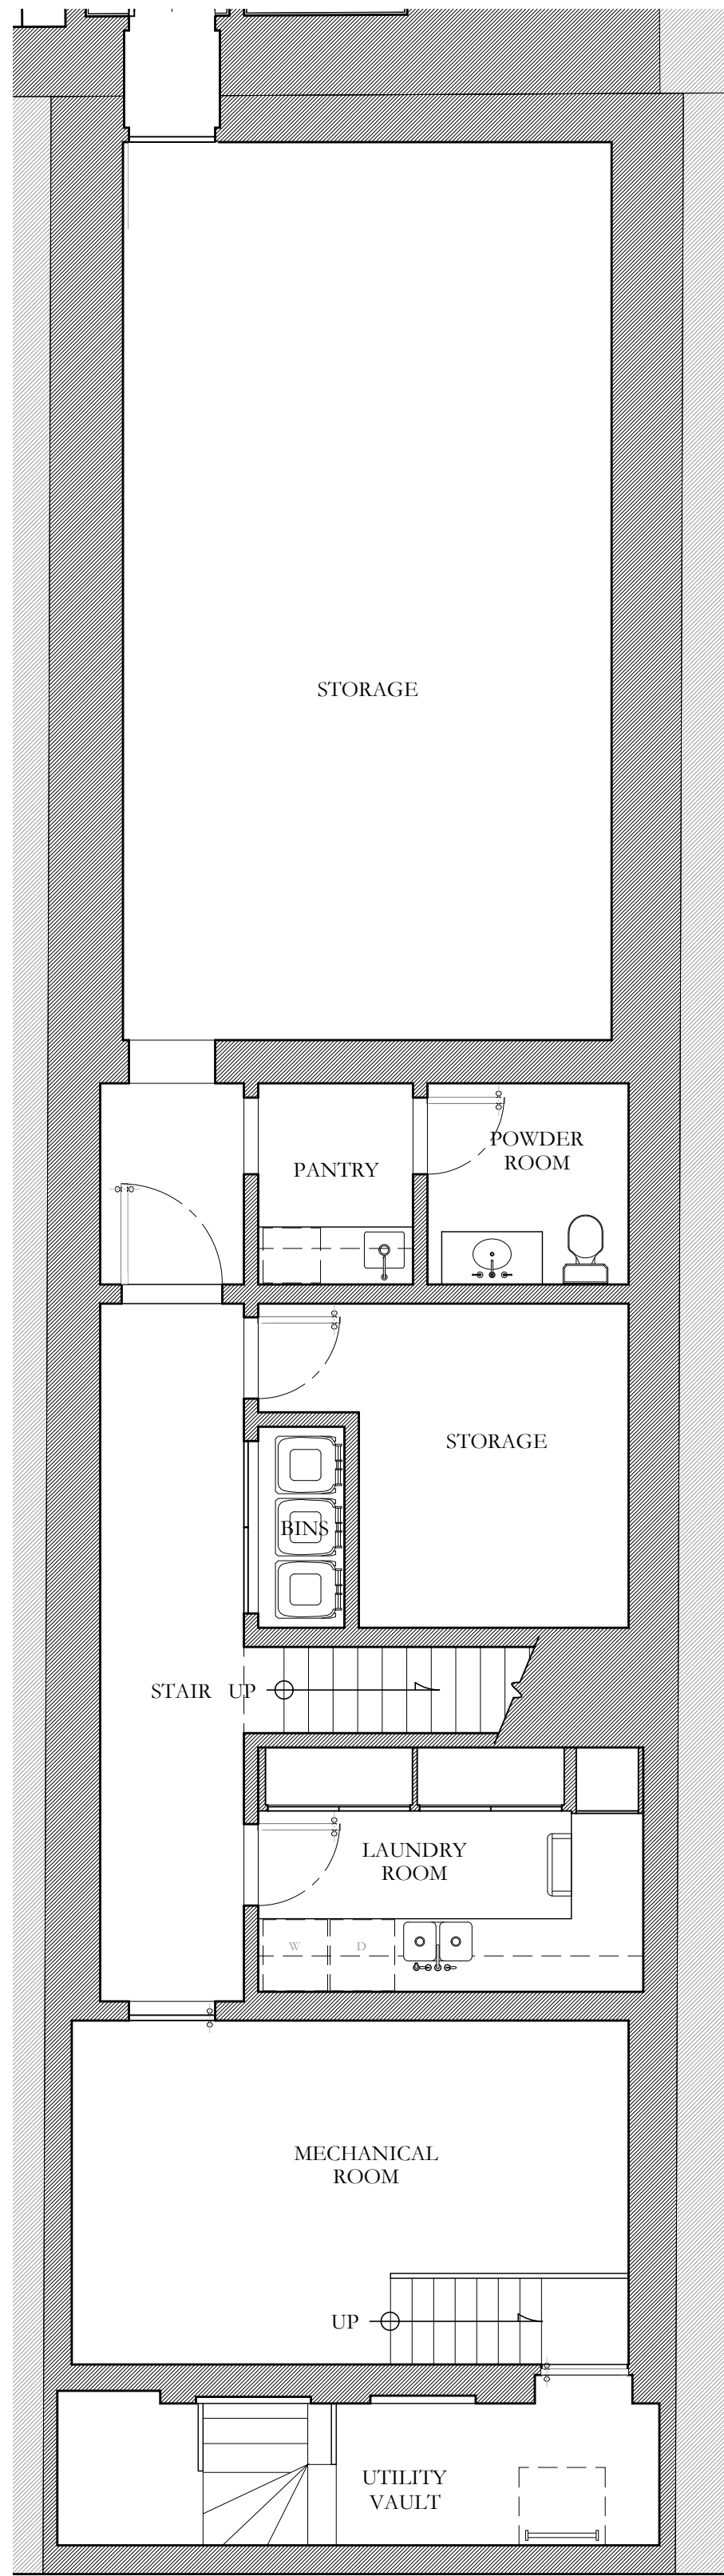 STORAGE
POWDER
ROOM
PANTRY
STORAGE
BINS
STAIR UP
LAUNDRY
ROOM
W D
MECHANICAL
ROOM
UP
UTILITY
VAULT